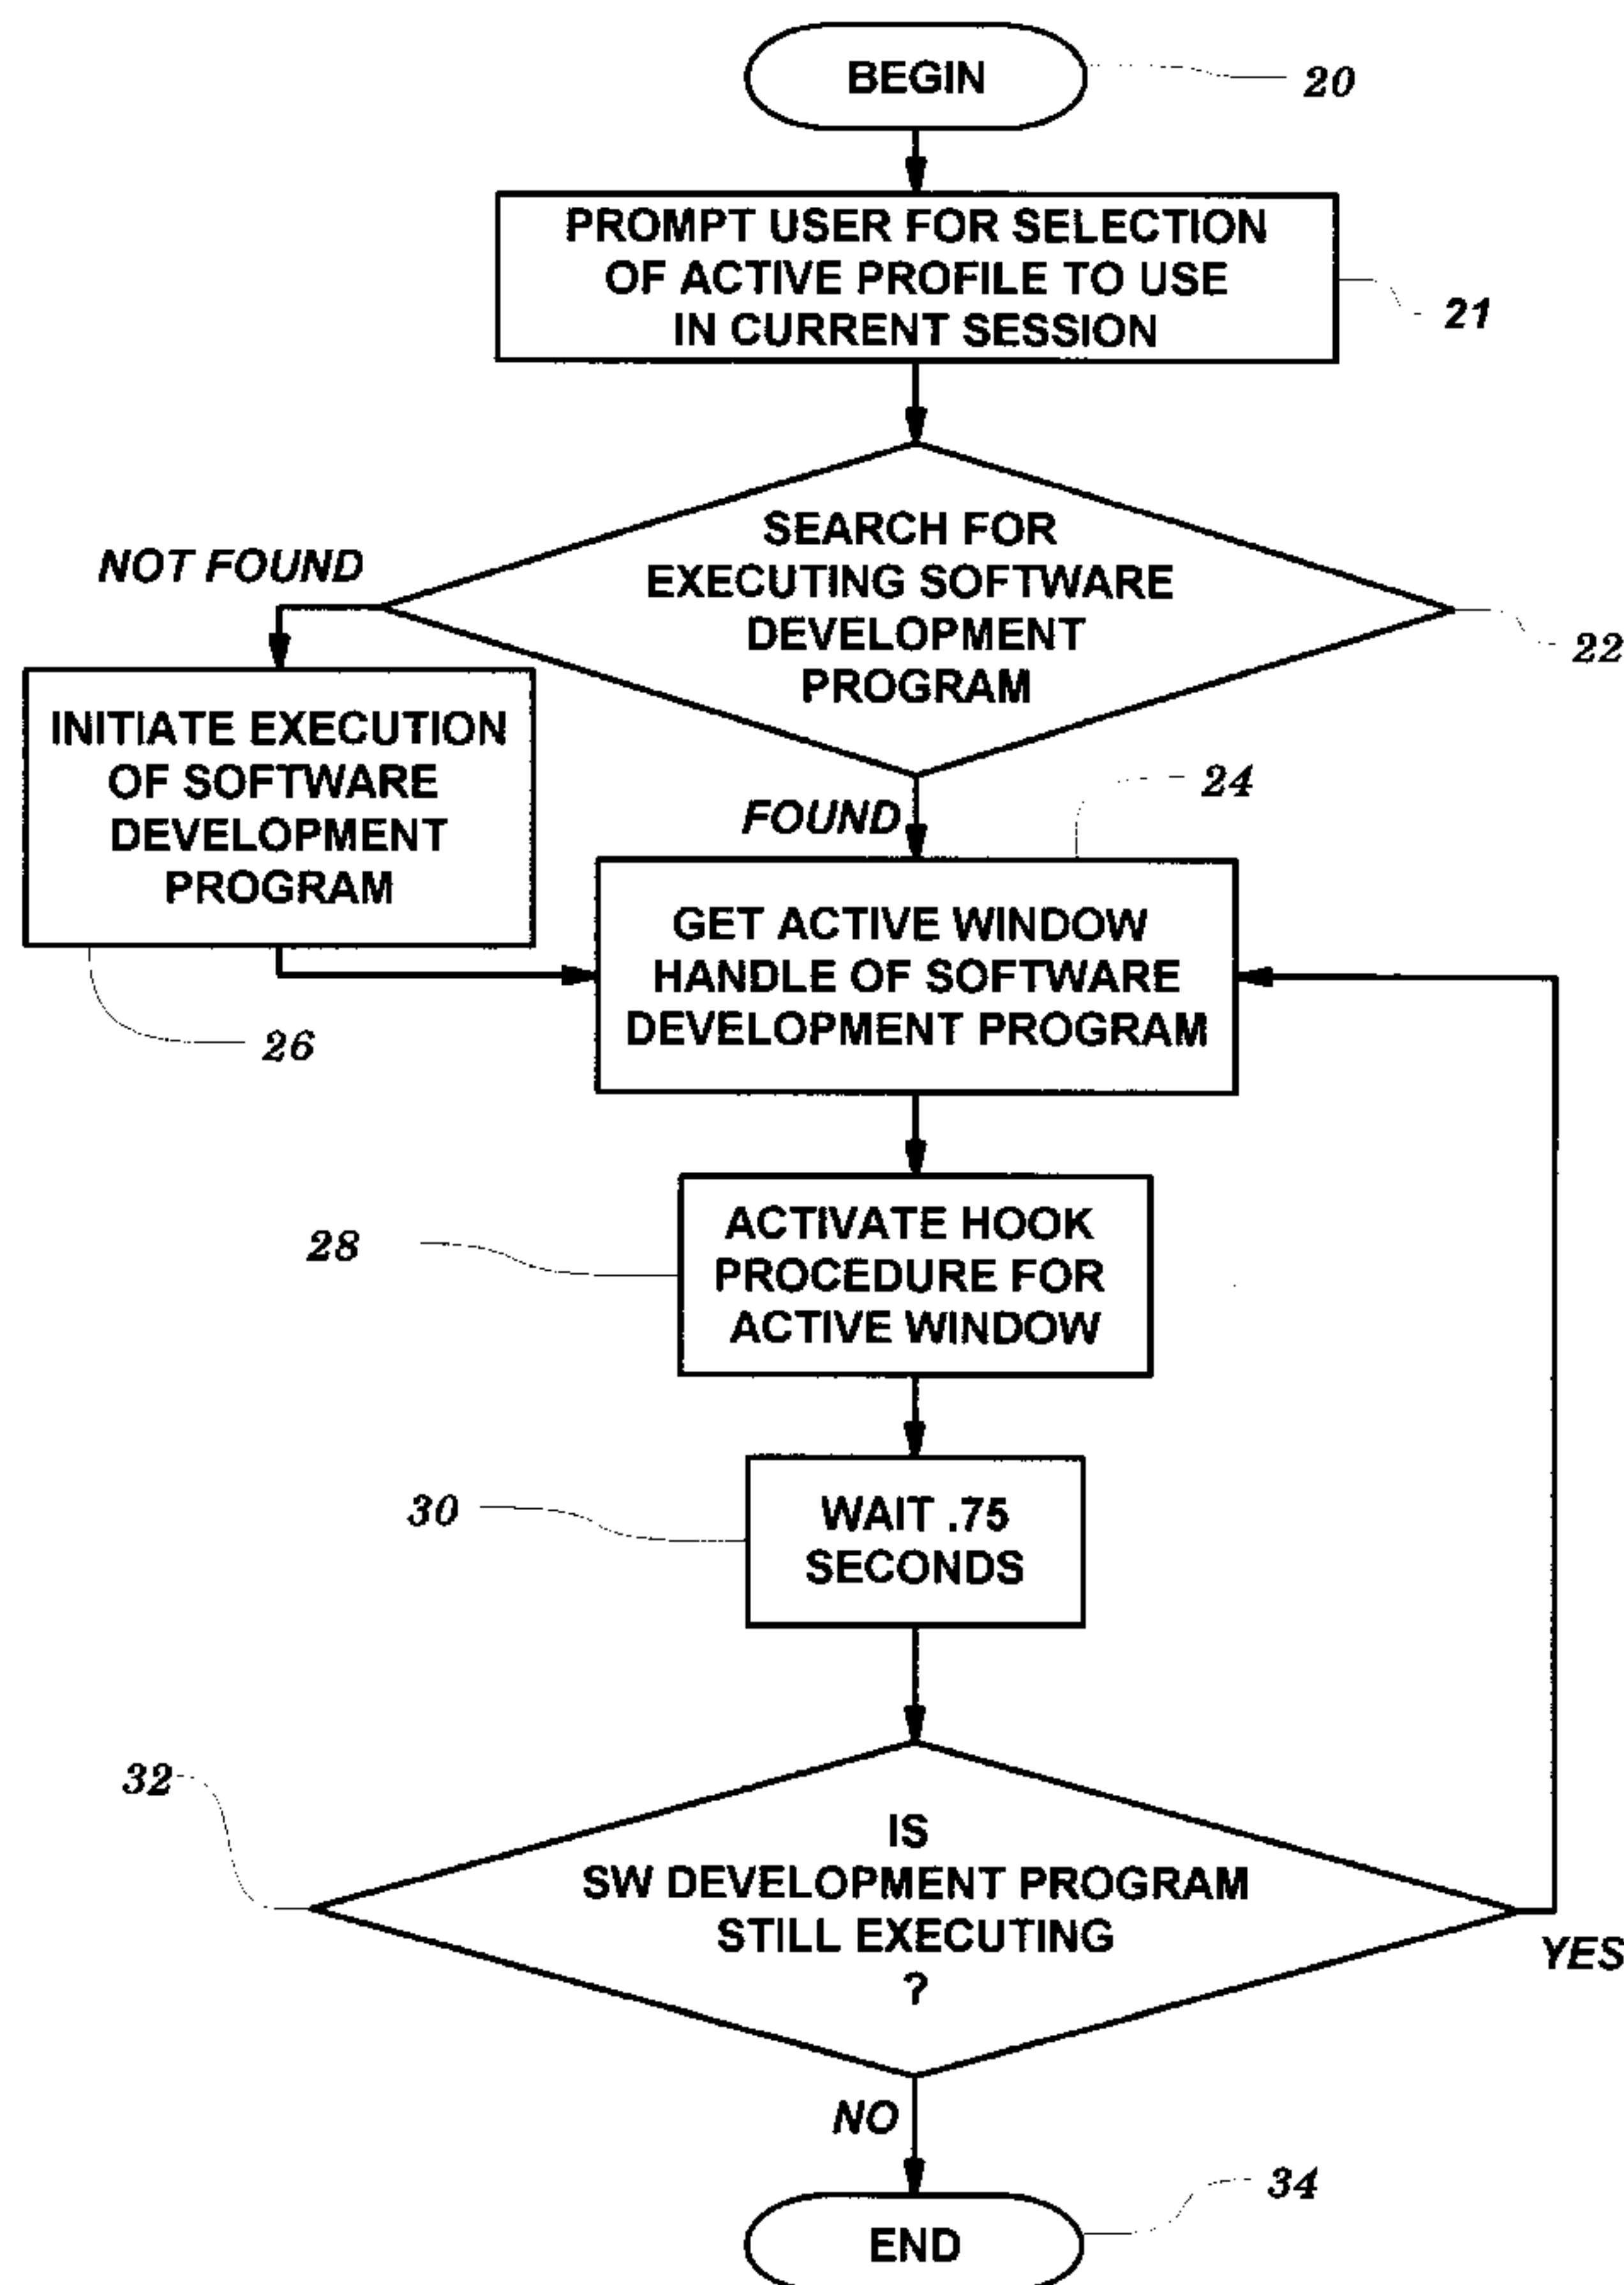 BEGIN
20
PROMPT USER FOR SELECTION
OF ACTIVE PROFILE TO USE
IN CURRENT SESSION
21
SEARCH FOR
EXECUTING SOFTWARE
DEVELOPMENT
PROGRAM
22
NOT FOUND
INITIATE EXECUTION
OF SOFTWARE
DEVELOPMENT
PROGRAM
26
FOUND
24
GET ACTIVE WINDOW
HANDLE OF SOFTWARE
DEVELOPMENT PROGRAM
28
ACTIVATE HOOK
PROCEDURE FOR
ACTIVE WINDOW
30
WAIT .75
SECONDS
32
IS
SW DEVELOPMENT PROGRAM
STILL EXECUTING
?
YES
NO
34
END